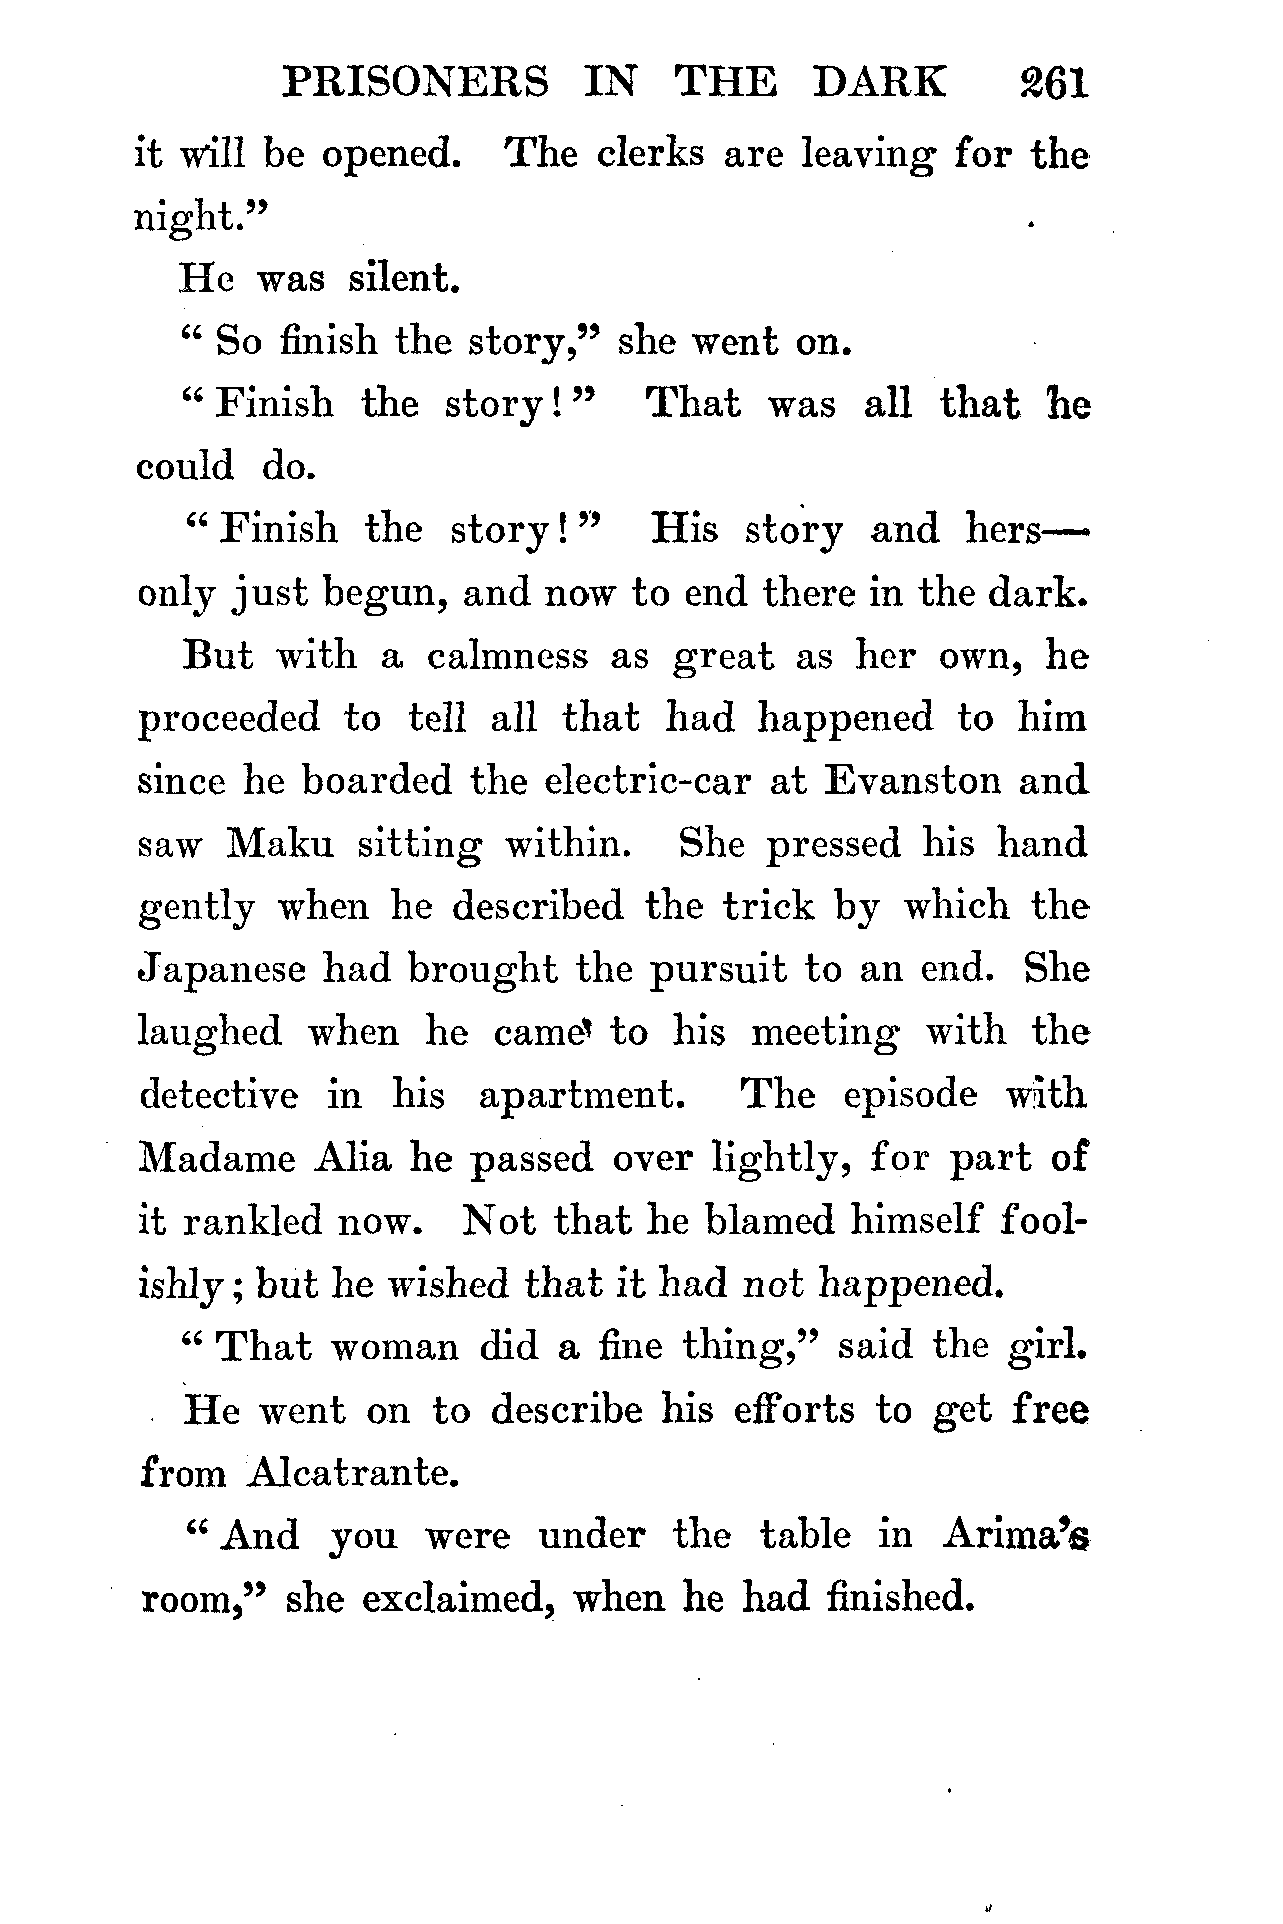 PRISONERS IN THE DARK 261
it will be opened. The clerks are leaving for the
night.”
He was silent.
“ So finish the story,” she went on.
“ Finish the story! ” That was all that he
could do.
“ Finish the story! ” His story and hers—
only just begun, and now to end there in the dark.
But with a calmness as great as her own, he
proceeded to tell all that had happened to him
since he boarded the electric-car at Evanston and
saw Maku sitting within. She pressed his hand
gently when he described the trick by which the
Japanese had brought the pursuit to an end. She
laughed when he came to his meeting with the
detective in his apartment. The episode with
Madame Alia he passed over lightly, for part of
it rankled now. Not that he blamed himself fool-
ishly; but he wished that it had not happened.
“ That woman did a fine thing,” said the girl.
He went on to describe his efforts to get free
from Alcatrante.
“ And you were under the table in Arima’s
room,” she exclaimed, when he had finished.